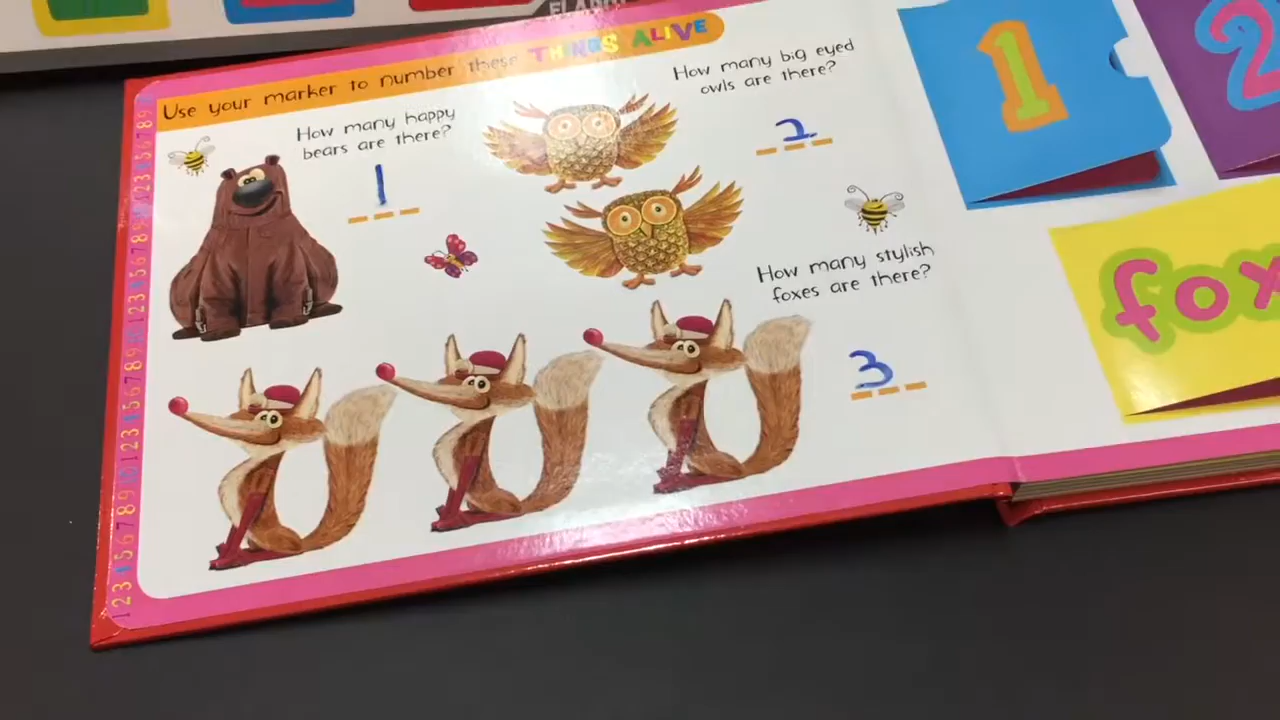 Use your marker to number these THINGS ALIVE
How many happy
bears are there?
1
How many big eyed
owls are there?
2
How many stylish
foxes are there?
3
1
2
fox